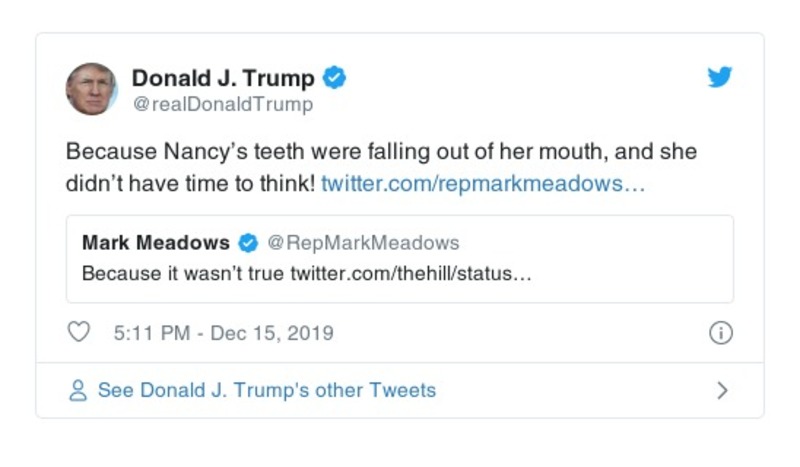 Donald J. Trump
@realDonaldTrump
Because Nancy’s teeth were falling out of her mouth, and she
didn’t have time to think! twitter.com/repmarkmeadows…
Mark Meadows @RepMarkMeadows
Because it wasn’t true twitter.com/thehill/status…
5:11 PM - Dec 15, 2019
See Donald J. Trump's other Tweets